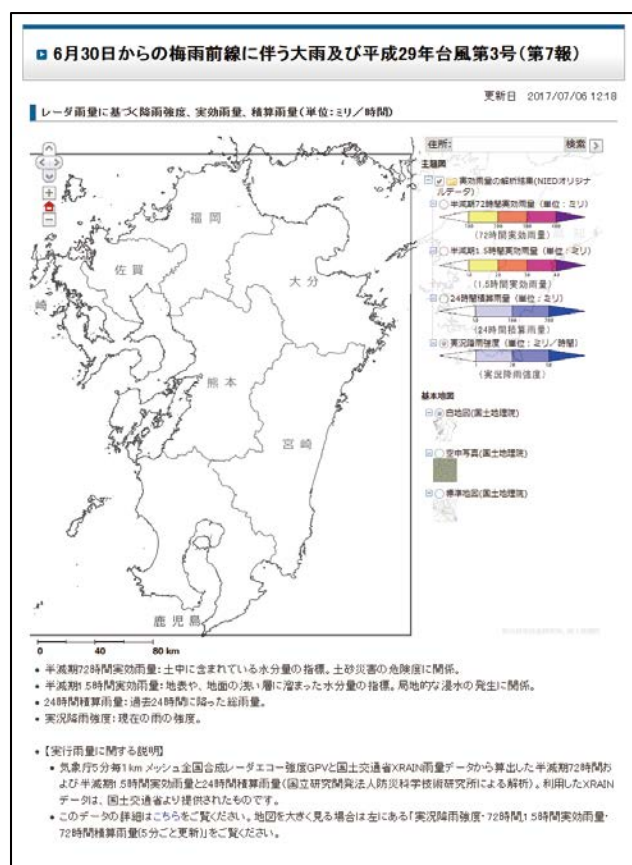 6月30日からの梅雨前線に伴う大雨及び平成29年台風第3号(第7報)
更新日 2017/07/06 12:18
レーダ雨量に基づく降雨強度、実効雨量、積算雨量(単位:ミリ/時間)
住所:
検索
主題図
実効雨量の解析結果(NIEDオリジナルデータ)
半減期72時間実効雨量(単位:ミリ)
(72時間実効雨量)
半減期1.5時間実効雨量(単位:ミリ)
(1.5時間実効雨量)
24時間積算雨量(単位:ミリ)
(24時間積算雨量)
実況降雨強度(単位:ミリ/時間)
(実況降雨強度)
基本地図
白地図(国土地理院)
空中写真(国土地理院)
標準地図(国土地理院)
福岡
佐賀
大分
崎
熊本
宮崎
鹿児島
0 40 80 km
• 半減期72時間実効雨量:土中に含まれている水分量の指標。土砂災害の危険度に関係。
• 半減期1.5時間実効雨量:地表や、地面の浅い層に溜まった水分量の指標。局地的な浸水の発生に関係。
• 24時間積算雨量:過去24時間に降った総雨量。
• 実況降雨強度:現在の雨の強度。
• 【実行雨量に関する説明】
• 気象庁5分毎1kmメッシュ全国合成レーダエコー強度GPVと国土交通省XRAIN雨量データから算出した半減期72時間お
よび半減期1.5時間実効雨量と24時間積算雨量(国立研究開発法人防災科学技術研究所による解析)。利用したXRAIN
データは、国土交通省より提供されたものです。
• このデータの詳細はこちらをご覧ください。地図を大きく見る場合は左にある「実況降雨強度・72時間,1.5時間実効雨量・
72時間積算雨量(5分ごと更新)」をご覧ください。